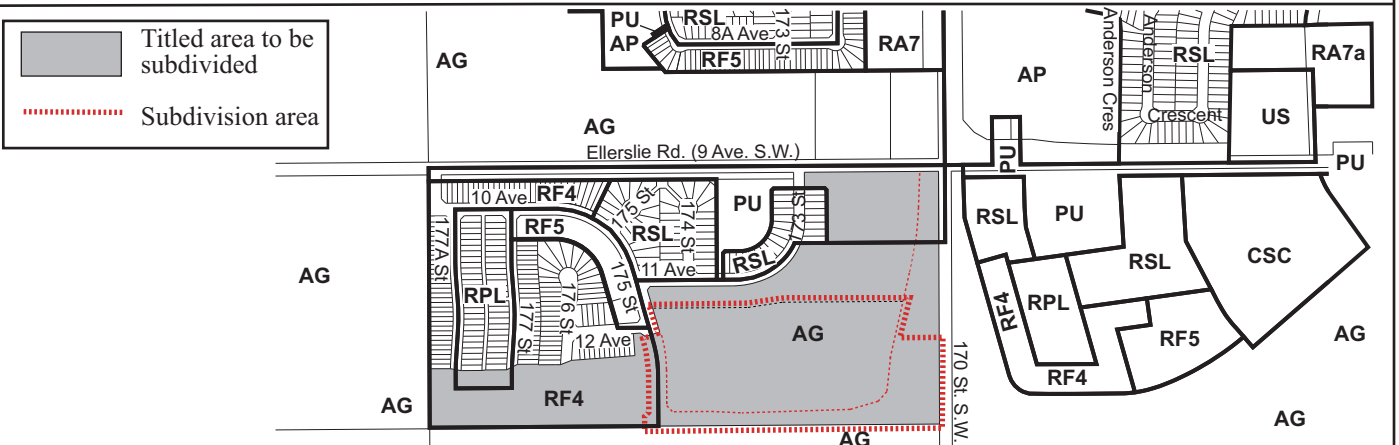 Titled area to be
subdivided
Subdivision area
AG
PU
AP
RSL
8A Ave
173 St
RF5
RA7
AP
Anderson Cres
Anderson
Crescent
RSL
RA7a
US
AG
Ellerslie Rd. (9 Ave. S.W.)
PU
PU
10 Ave
RF4
175 St
RSL
174 St
PU
173 St
RSL
11 Ave
RF5
177A St
RPL
177 St
176 St
175 St
12 Ave
AG
AG
RF4
AG
AG
170 St. S.W.
RSL
PU
RSL
CSC
RF4
RPL
RF5
RF4
AG
AG